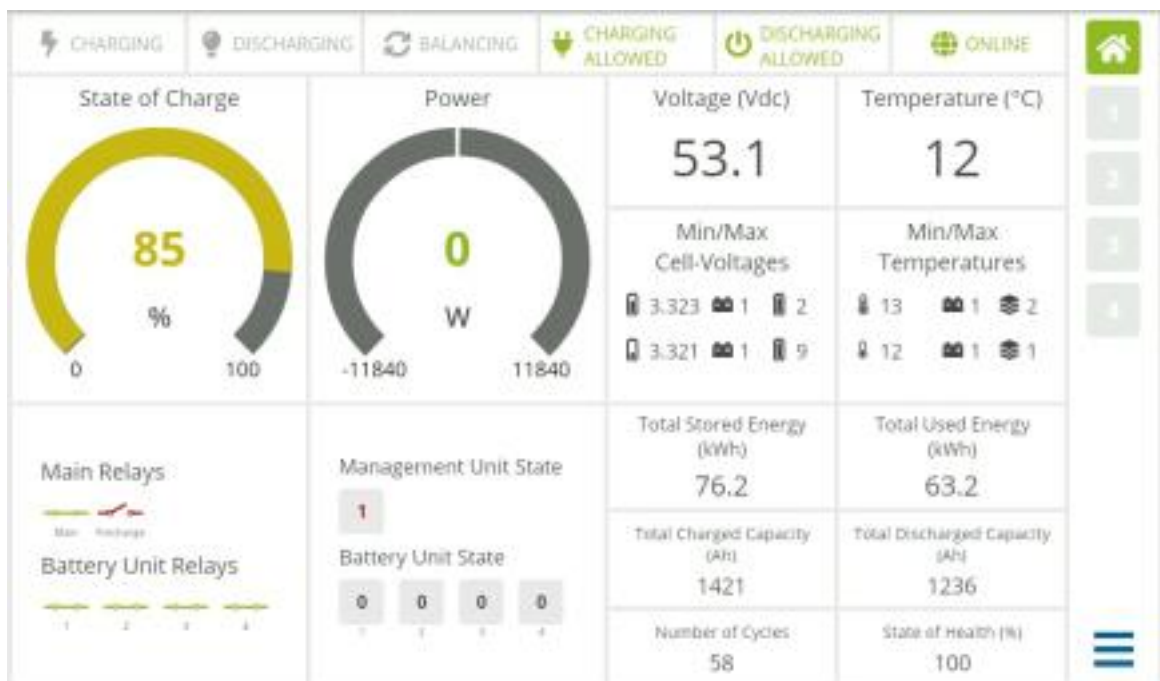 CHARGING
DISCHARGING
BALANCING
CHARGING
ALLOWED
DISCHARGING
ALLOWED
ONLINE
State of Charge
85
%
0 100
Power
0
W
-11840 11840
Voltage (Vdc)
53.1
Temperature (°C)
12
Min/Max
Cell-Voltages
3.323 1 2
3.321 1 9
Min/Max
Temperatures
13 1 2
12 1 1
1
2
3
4
Main Relays
Main Precharge
Battery Unit Relays
1 2 3 4
Management Unit State
1
Battery Unit State
0 0 0 0
1 2 3 4
Total Stored Energy
(kWh)
76.2
Total Used Energy
(kWh)
63.2
Total Charged Capacity
(Ah)
1421
Total Discharged Capacity
(Ah)
1236
Number of Cycles
58
State of Health (%)
100